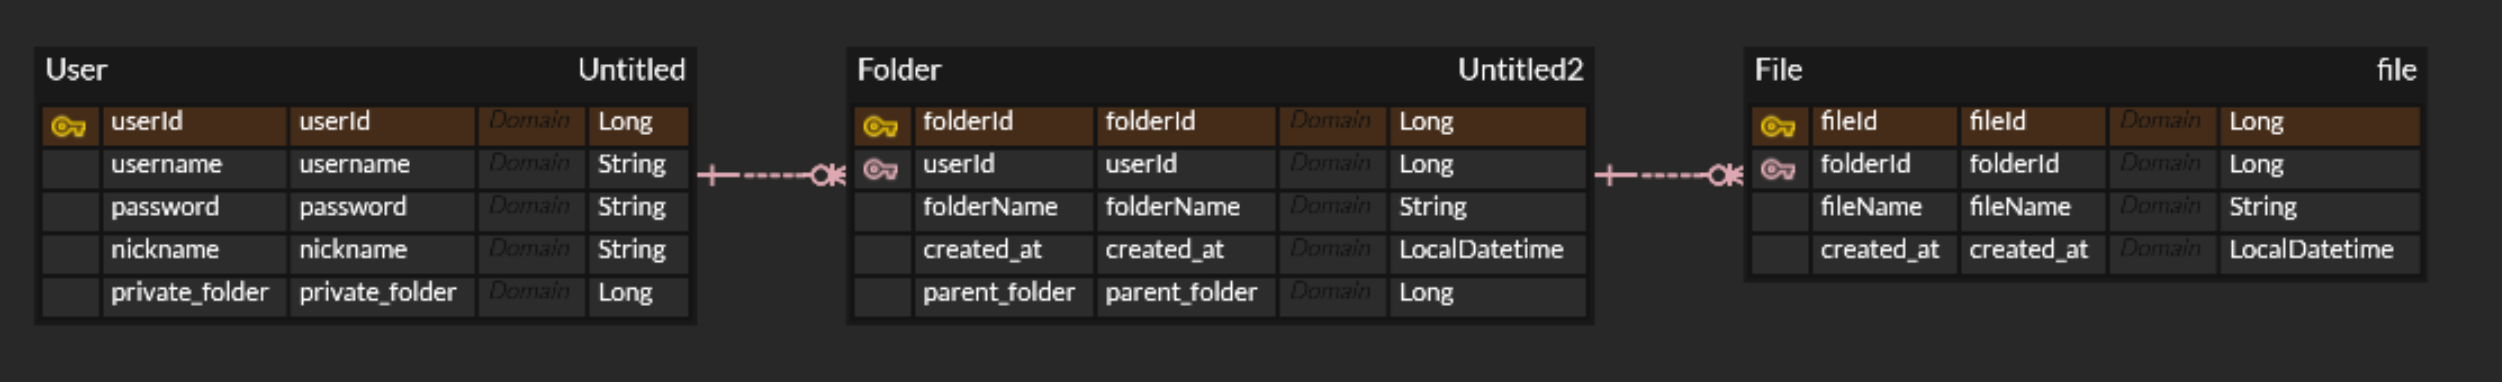 User Untitled
userId userId Domain Long
username username Domain String
password password Domain String
nickname nickname Domain String
private_folder private_folder Domain Long
Folder Untitled2
folderId folderId Domain Long
userId userId Domain Long
folderName folderName Domain String
created_at created_at Domain LocalDatetime
parent_folder parent_folder Domain Long
File file
fileId fileId Domain Long
folderId folderId Domain Long
fileName fileName Domain String
created_at created_at Domain LocalDatetime